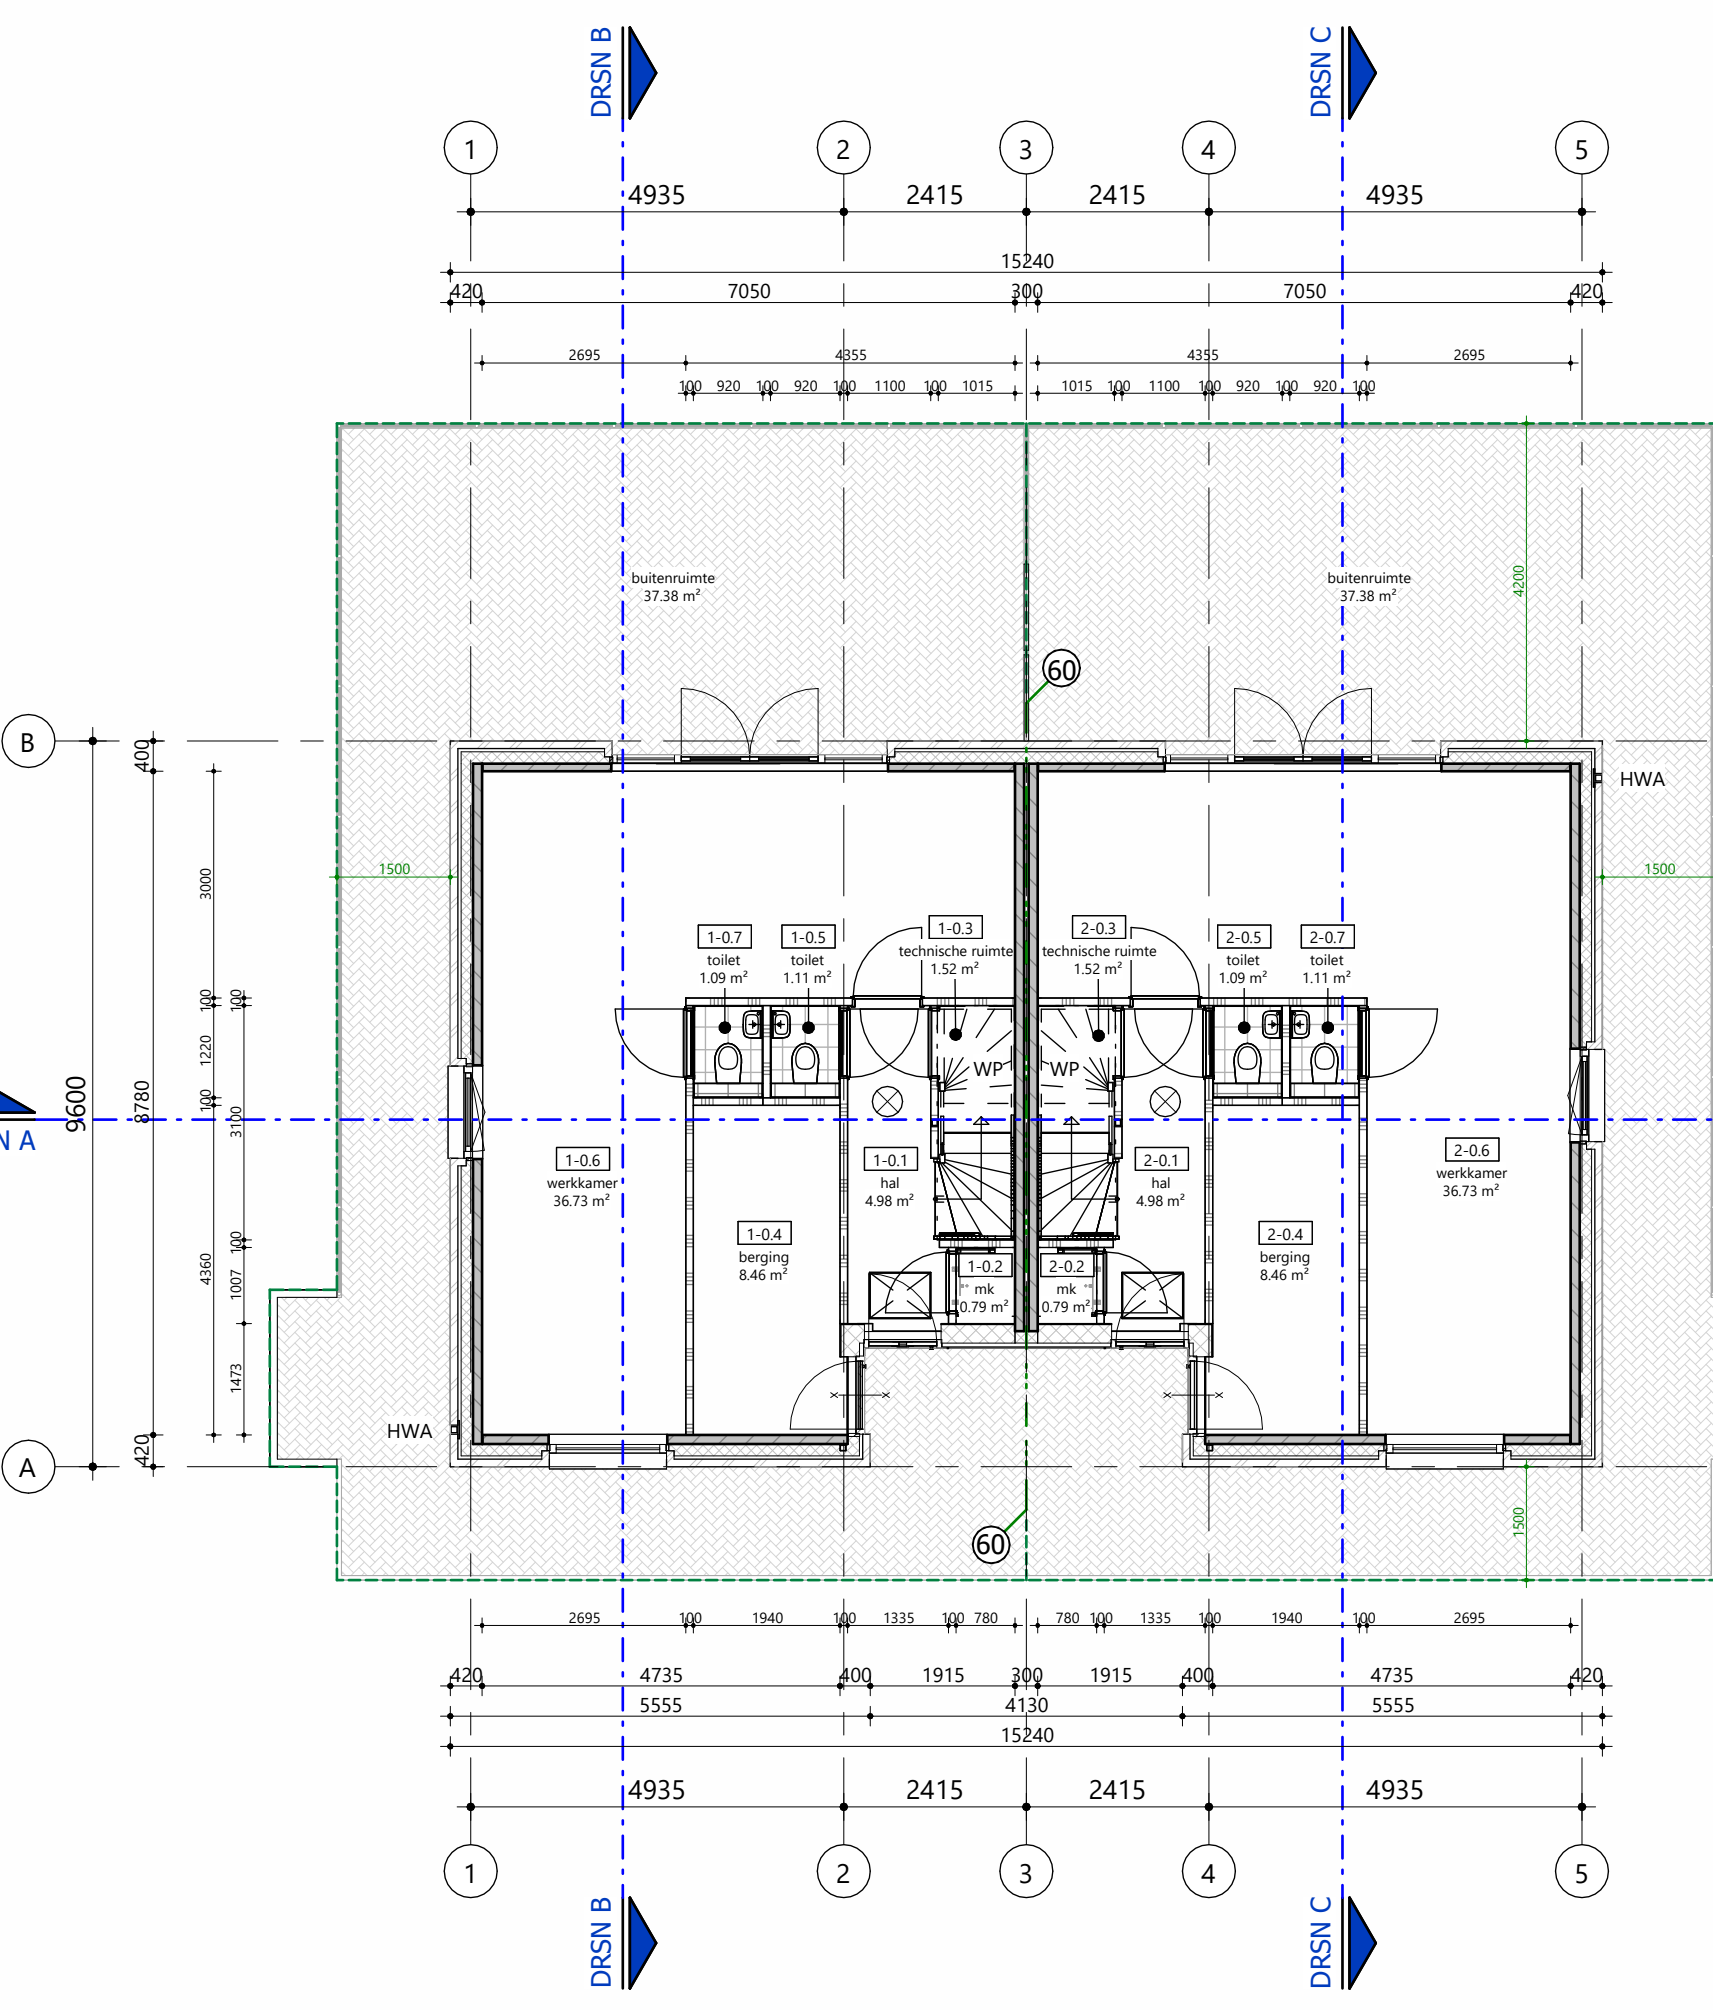 DRSN B
DRSN C
1
2
3
4
5
4935
2415
2415
4935
15240
420
7050
300
7050
420
2695
4355
4355
2695
100
920
100
920
100
1100
100
1015
1015
100
1100
100
920
100
920
100
buitenruimte
37.38 m²
buitenruimte
37.38 m²
4200
60
B
400
HWA
1500
1500
3000
1-0.7
toilet
1.09 m²
1-0.5
toilet
1.11 m²
1-0.3
technische ruimte
1.52 m²
2-0.3
technische ruimte
1.52 m²
2-0.5
toilet
1.09 m²
2-0.7
toilet
1.11 m²
100
100
1220
100
3100
9600
8780
WP
WP
N A
1-0.6
werkkamer
36.73 m²
1-0.1
hal
4.98 m²
2-0.1
hal
4.98 m²
2-0.6
werkkamer
36.73 m²
1-0.4
berging
8.46 m²
2-0.4
berging
8.46 m²
1-0.2
mk
0.79 m²
2-0.2
mk
0.79 m²
4360
100
1007
1473
HWA
420
A
1500
60
2695
100
1940
100
1335
100
780
780
100
1335
100
1940
100
2695
420
4735
400
1915
300
1915
400
4735
420
5555
4130
5555
15240
4935
2415
2415
4935
1
2
3
4
5
DRSN B
DRSN C